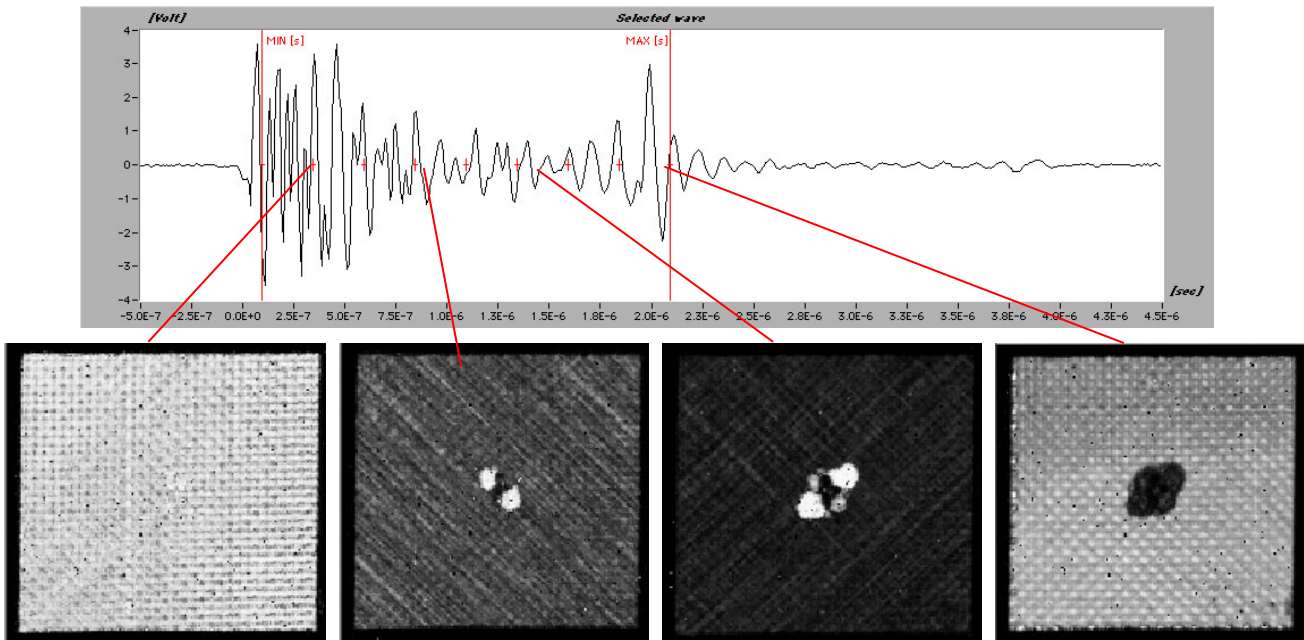 [Volt] Selected wave
MIN [s] MAX [s]
4-
3-
2-
1-
0-
-1-
-2-
-3-
-4-
[sec]
-5.0E-7 -2.5E-7 0.0E+0 2.5E-7 5.0E-7 7.5E-7 1.0E-6 1.3E-6 1.5E-6 1.8E-6 2.0E-6 2.3E-6 2.5E-6 2.8E-6 3.0E-6 3.3E-6 3.5E-6 3.8E-6 4.0E-6 4.3E-6 4.5E-6